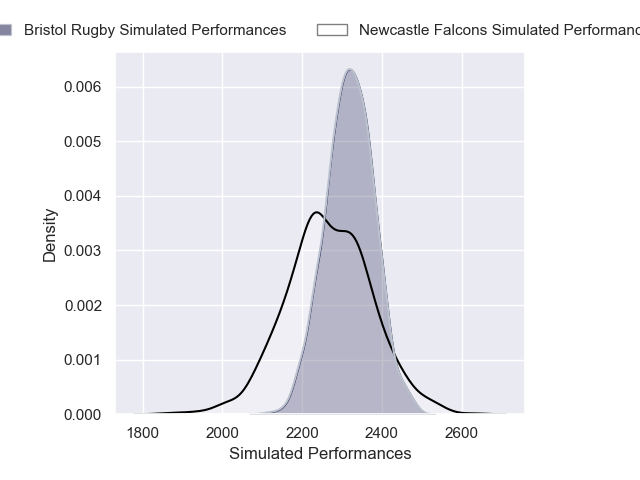 Bristol Rugby Simulated Performances
Newcastle Falcons Simulated
0.006
0.005
0.004
0.003
0.002
0.001
0.000
Density
1800 2000 2200 2400 2600
Simulated Performances